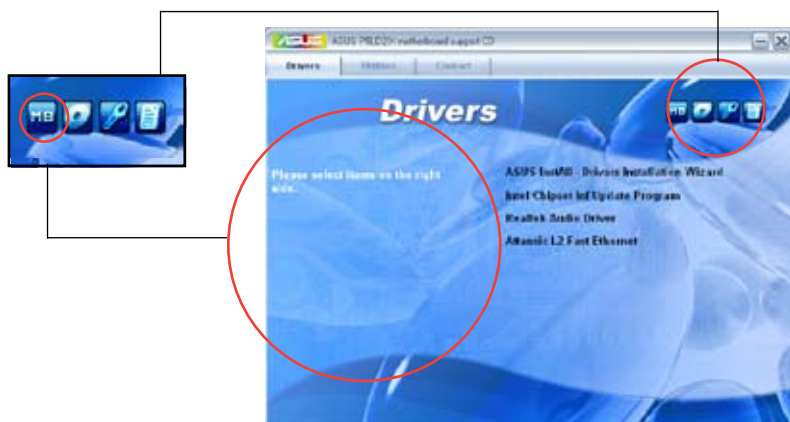 ASUS P5LD2-X motherboard support CD
Drivers
Utilities
Contact
Drivers
MB
MB
Please select items on the right
side.
ASUS InstAll - Drivers Installation Wizard
Intel Chipset Inf Update Program
Realtek Audio Driver
Attansic L2 Fast Ethernet